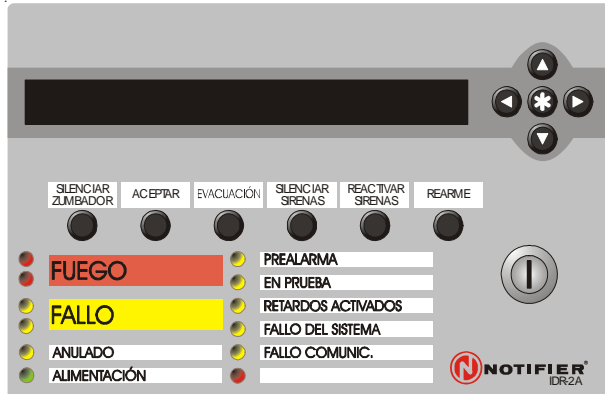 SILENCIAR
ZUMBADOR
ACEPTAR
EVACUACIÓN
SILENCIAR
SIRENAS
REACTIVAR
SIRENAS
REARME
FUEGO
FALLO
ANULADO
ALIMENTACIÓN
PREALARMA
EN PRUEBA
RETARDOS ACTIVADOS
FALLO DEL SISTEMA
FALLO COMUNIC.
N NOTIFIER®
IDR-2A